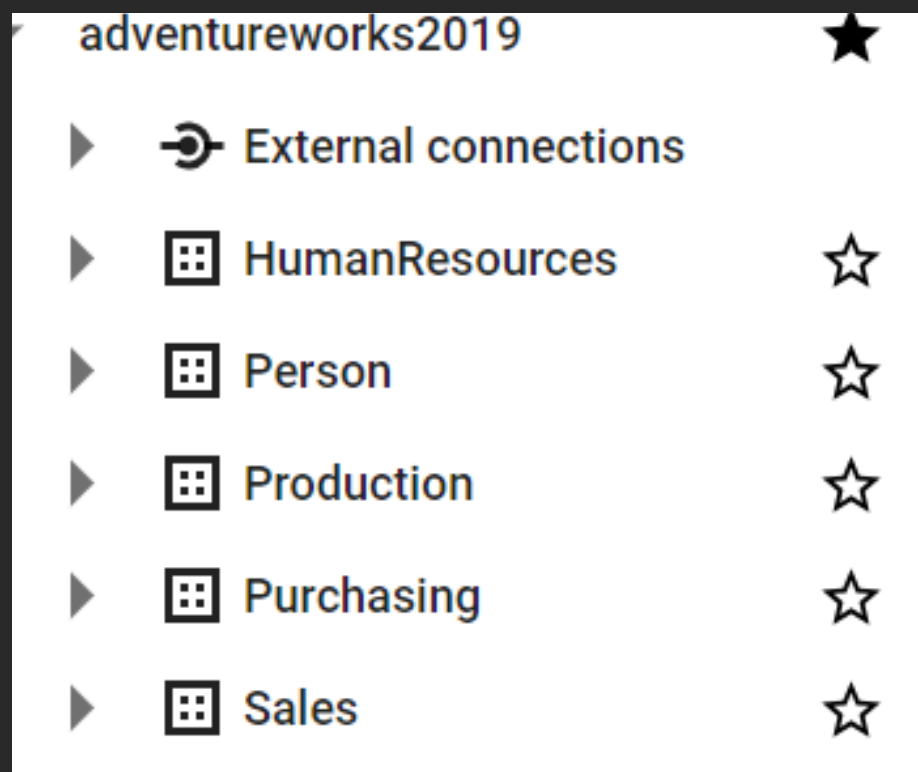 adventureworks2019
External connections
HumanResources
Person
Production
Purchasing
Sales